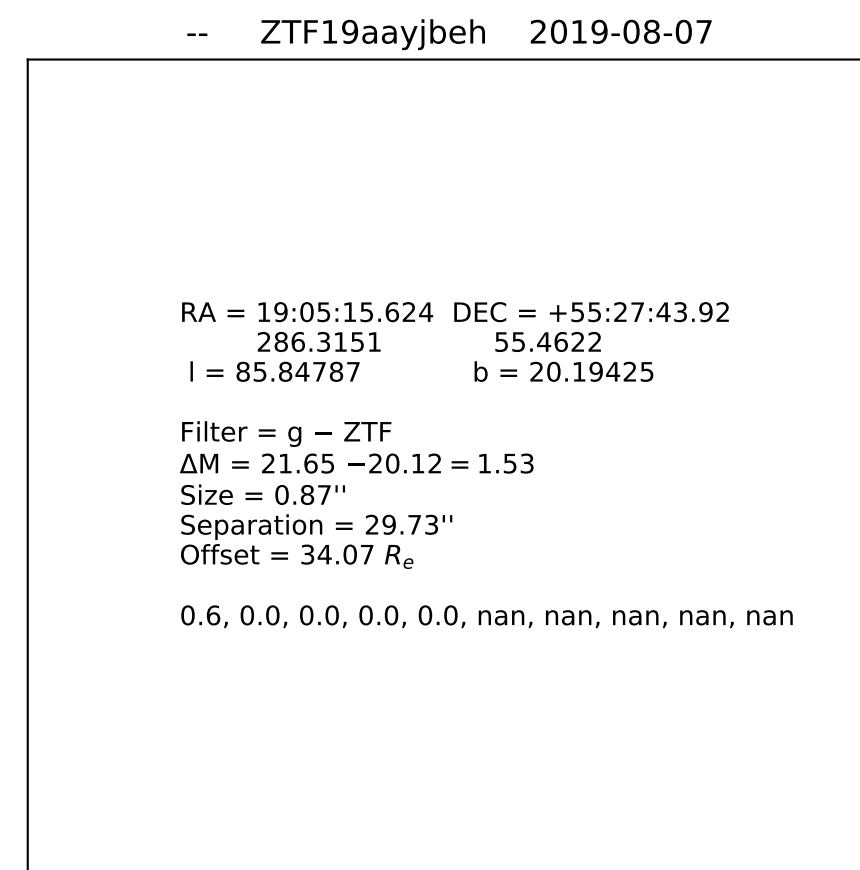 -- ZTF19aayjbeh 2019-08-07
RA = 19:05:15.624 DEC = +55:27:43.92
286.3151 55.4622
l = 85.84787 b = 20.19425
Filter = g − ZTF
ΔM = 21.65 −20.12 = 1.53
Size = 0.87''
Separation = 29.73''
Offset = 34.07 Re
0.6, 0.0, 0.0, 0.0, 0.0, nan, nan, nan, nan, nan